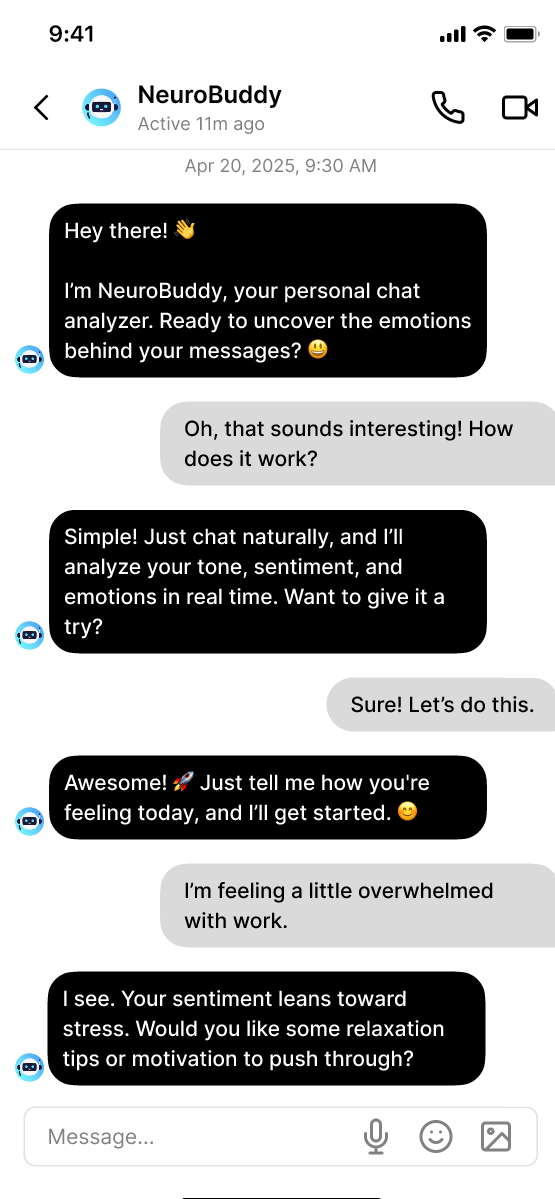 9:41
NeuroBuddy
Active 11m ago
Apr 20, 2025, 9:30 AM
Hey there! 👋
I’m NeuroBuddy, your personal chat
analyzer. Ready to uncover the emotions
behind your messages? 😃
Oh, that sounds interesting! How
does it work?
Simple! Just chat naturally, and I’ll
analyze your tone, sentiment, and
emotions in real time. Want to give it a
try?
Sure! Let’s do this.
Awesome! 🚀 Just tell me how you're
feeling today, and I’ll get started. 😊
I’m feeling a little overwhelmed
with work.
I see. Your sentiment leans toward
stress. Would you like some relaxation
tips or motivation to push through?
Message...